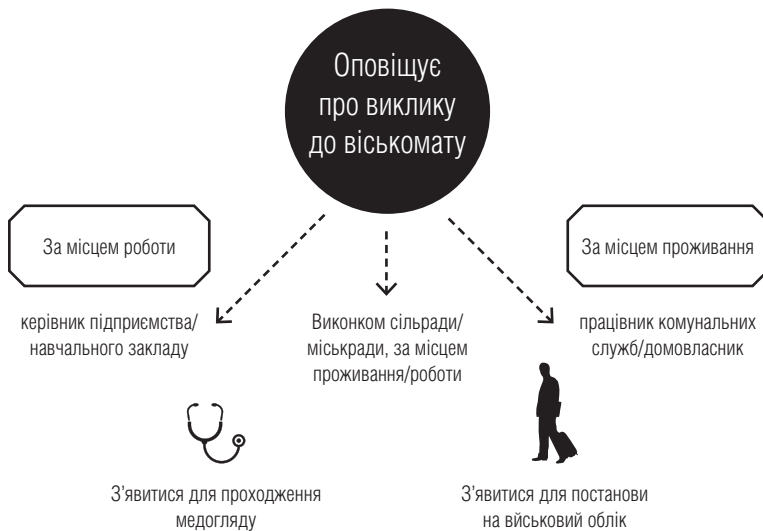 Оповіщує
про виклику
до віськомату
За місцем роботи
За місцем проживання
керівник підприємства/
навчального закладу
Виконком сільради/
міськради, за місцем
проживання/роботи
працівник комунальних
служб/домовласник
З’явитися для проходження
медогляду
З’явитися для постанови
на військовий облік